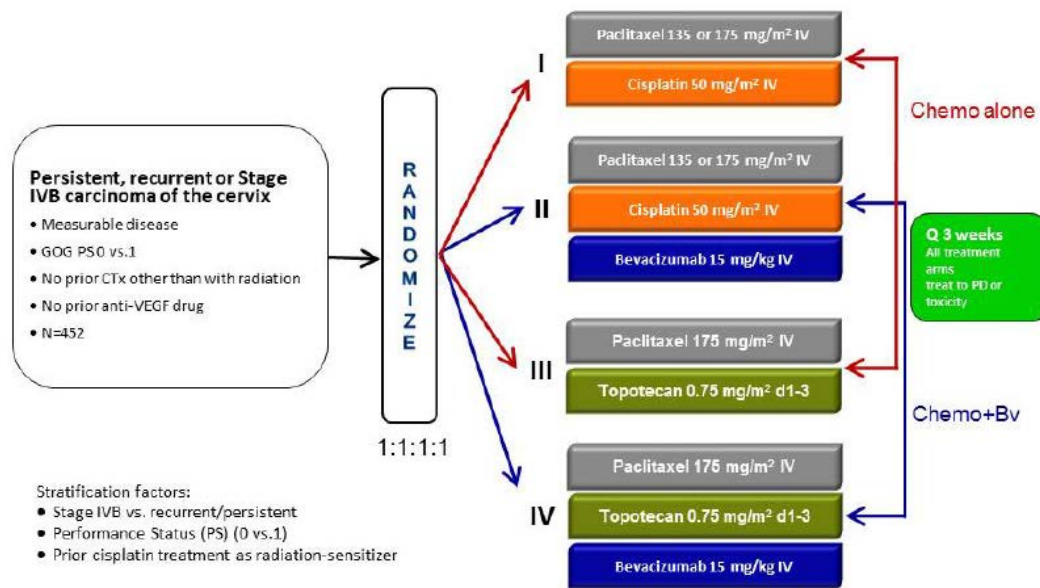 Persistent, recurrent or Stage
IVB carcinoma of the cervix
• Measurable disease
• GOG PS 0 vs.1
• No prior CTx other than with radiation
• No prior anti-VEGF drug
• N=452
RANDOMIZE
1:1:1:1
I
Paclitaxel 135 or 175 mg/m² IV
Cisplatin 50 mg/m² IV
II
Paclitaxel 135 or 175 mg/m² IV
Cisplatin 50 mg/m² IV
Bevacizumab 15 mg/kg IV
III
Paclitaxel 175 mg/m² IV
Topotecan 0.75 mg/m² d1-3
IV
Paclitaxel 175 mg/m² IV
Topotecan 0.75 mg/m² d1-3
Bevacizumab 15 mg/kg IV
Chemo alone
Q 3 weeks
All treatment
arms
treat to PD or
toxicity
Chemo+Bv
Stratification factors:
• Stage IVB vs. recurrent/persistent
• Performance Status (PS) (0 vs.1)
• Prior cisplatin treatment as radiation-sensitizer